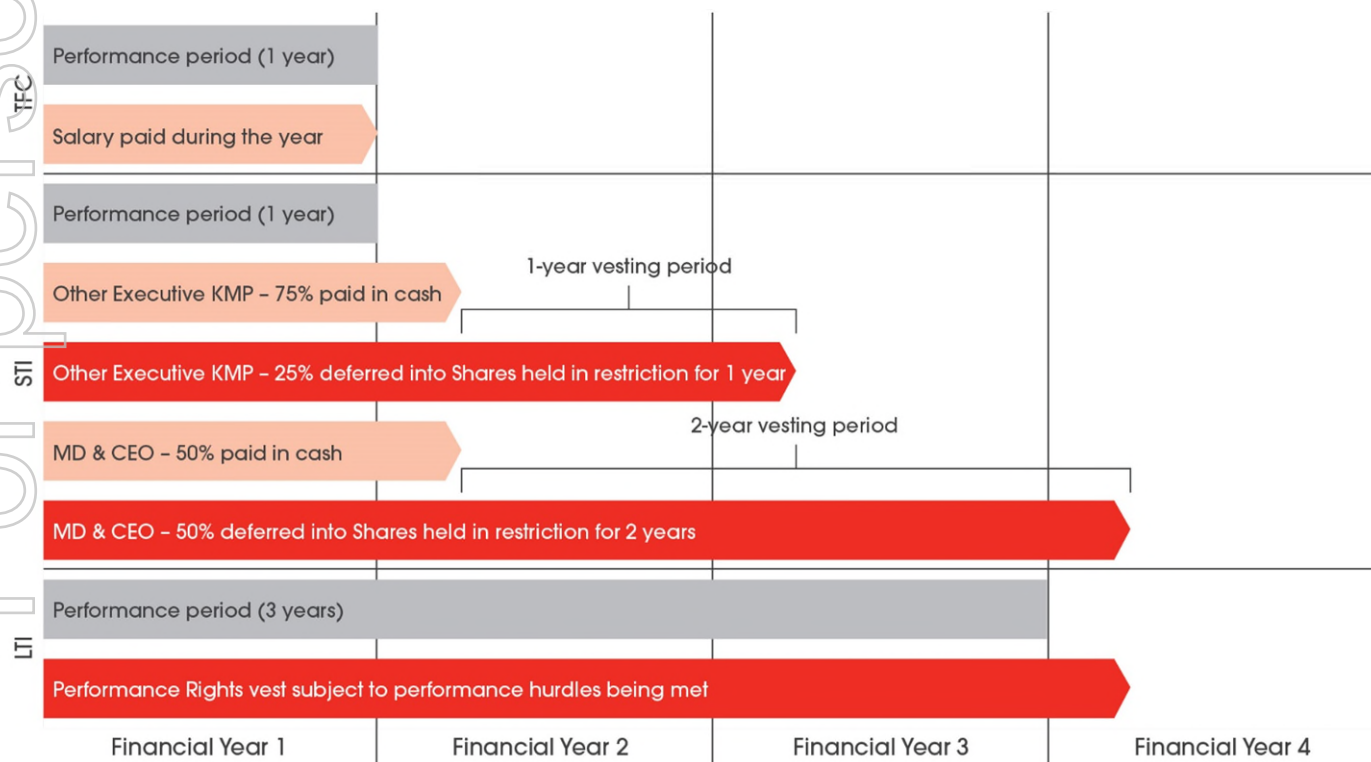 TFC
Performance period (1 year)
Salary paid during the year
STI
Performance period (1 year)
Other Executive KMP – 75% paid in cash
1-year vesting period
Other Executive KMP – 25% deferred into Shares held in restriction for 1 year
MD & CEO – 50% paid in cash
2-year vesting period
MD & CEO – 50% deferred into Shares held in restriction for 2 years
LTI
Performance period (3 years)
Performance Rights vest subject to performance hurdles being met
Financial Year 1
Financial Year 2
Financial Year 3
Financial Year 4